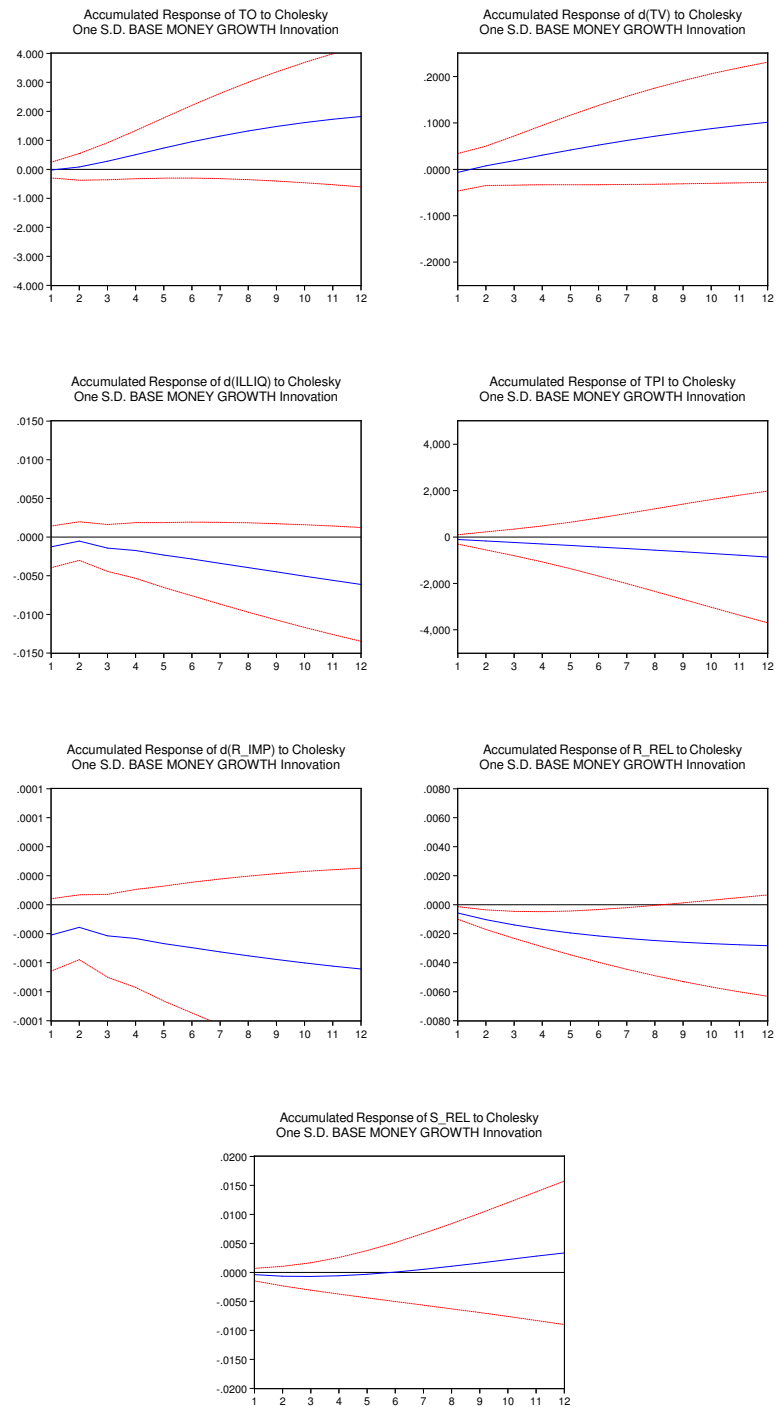 Accumulated Response of TO to Cholesky
One S.D. BASE MONEY GROWTH Innovation
4.000
3.000
2.000
1.000
0.000
-1.000
-2.000
-3.000
-4.000
1 2 3 4 5 6 7 8 9 10 11 12
Accumulated Response of d(TV) to Cholesky
One S.D. BASE MONEY GROWTH Innovation
.2000
.1000
.0000
-.1000
-.2000
1 2 3 4 5 6 7 8 9 10 11 12
Accumulated Response of d(ILLIQ) to Cholesky
One S.D. BASE MONEY GROWTH Innovation
.0150
.0100
.0050
.0000
-.0050
-.0100
-.0150
1 2 3 4 5 6 7 8 9 10 11 12
Accumulated Response of TPI to Cholesky
One S.D. BASE MONEY GROWTH Innovation
4,000
2,000
0
-2,000
-4,000
1 2 3 4 5 6 7 8 9 10 11 12
Accumulated Response of d(R_IMP) to Cholesky
One S.D. BASE MONEY GROWTH Innovation
.0001
.0001
.0000
.0000
-.0000
-.0001
-.0001
1 2 3 4 5 6 7 8 9 10 11 12
Accumulated Response of R_REL to Cholesky
One S.D. BASE MONEY GROWTH Innovation
.0080
.0060
.0040
.0020
.0000
-.0020
-.0040
-.0060
-.0080
1 2 3 4 5 6 7 8 9 10 11 12
Accumulated Response of S_REL to Cholesky
One S.D. BASE MONEY GROWTH Innovation
.0200
.0150
.0100
.0050
.0000
-.0050
-.0100
-.0150
-.0200
1 2 3 4 5 6 7 8 9 10 11 12